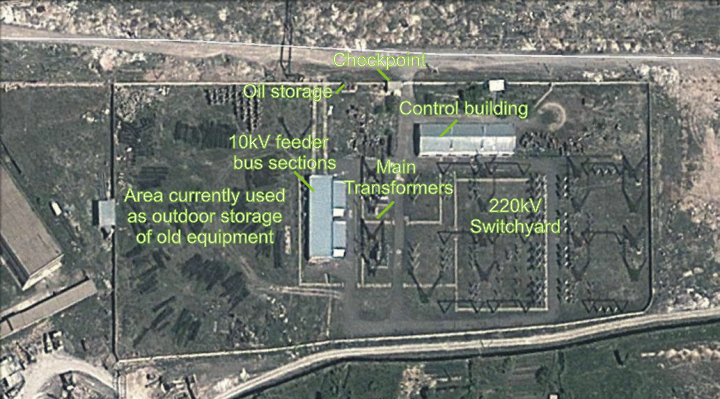 Checkpoint
Oil storage
Control building
10kV feeder
bus sections
Main
Transformers
Area currently used
as outdoor storage
of old equipment
220kV
Switchyard